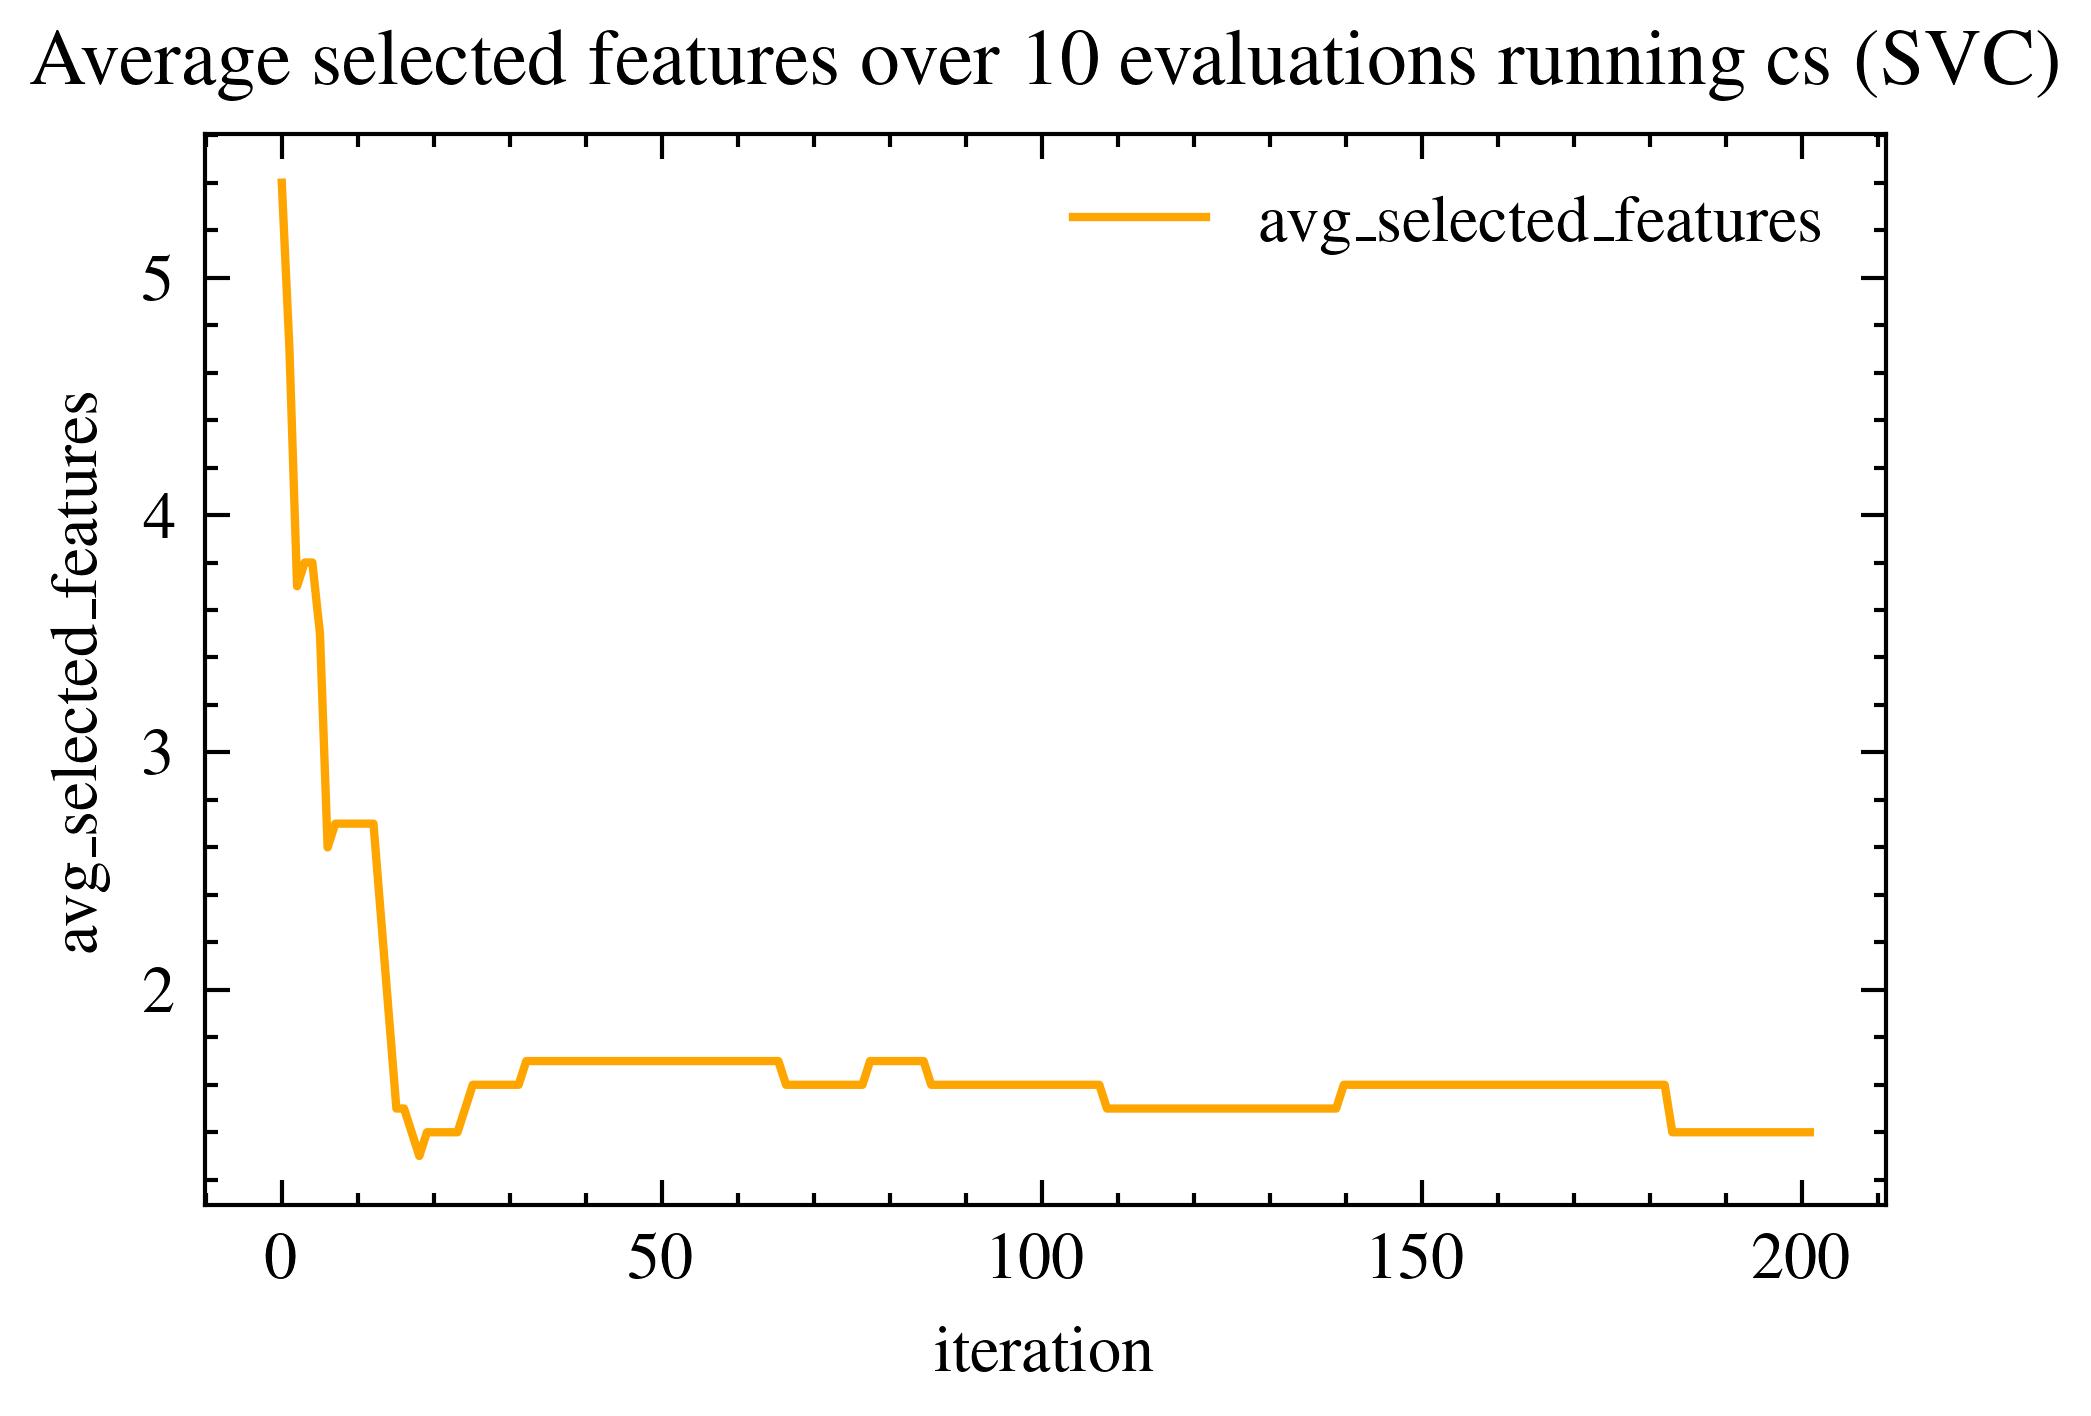 Average selected features over 10 evaluations running cs (SVC)
avg_selected_features
avg_selected_features
5
4
3
2
0 50 100 150 200
iteration